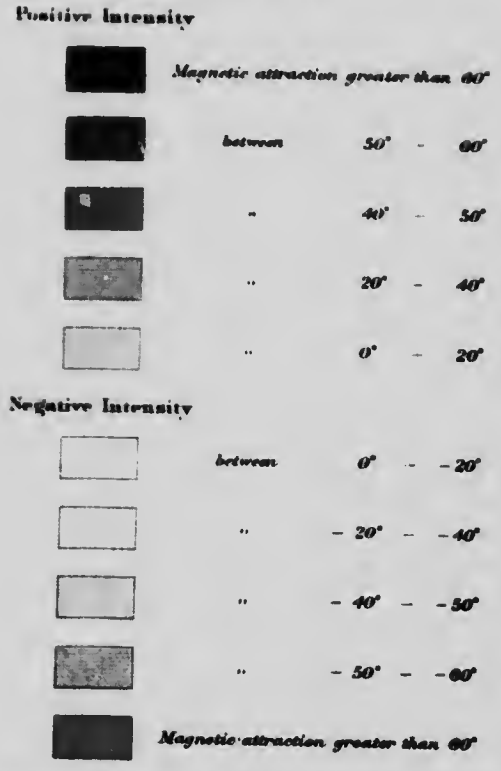 Positive Intensity
Magnetic attraction greater than 60°
between 50° - 60°
" 40° - 50°
" 20° - 40°
" 0° - 20°
Negative Intensity
between 0° - - 20°
" - 20° - - 40°
" - 40° - - 50°
" - 50° - - 60°
Magnetic attraction greater than 60°